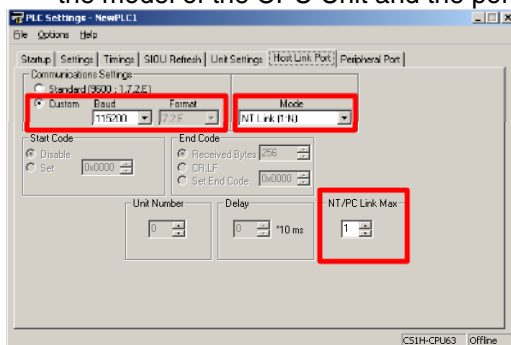 the model of the CPU Unit and the por
PLC Settings - NewPLC1
File Options Help
Startup Settings Timings SIOU Refresh Unit Settings Host Link Port Peripheral Port
Communications Settings
Standard (9600 ; 1,7,2,E)
Custom Baud Format Mode
115200 7,2,E NT Link (1:N)
Start Code End Code
Disable Received Bytes 256
Set 0x0000 CR,LF
Set End Code 0x0000
Unit Number Delay NT/PC Link Max
0 0 *10 ms 1
CS1H-CPU63 Offline